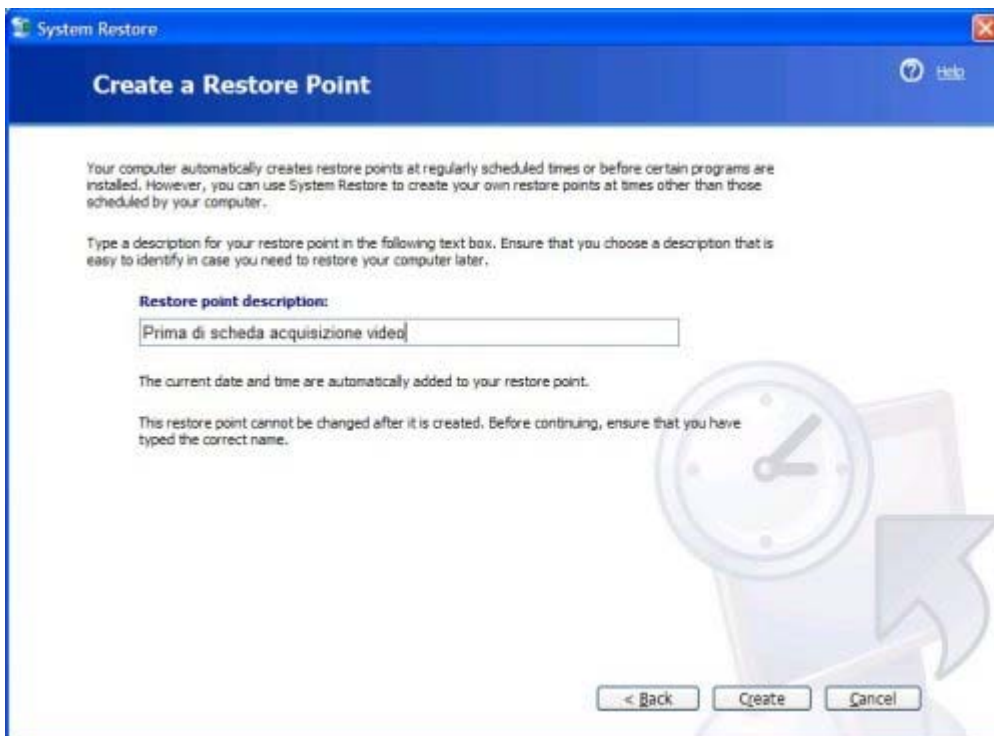 System Restore
Create a Restore Point
Help
Your computer automatically creates restore points at regularly scheduled times or before certain programs are
installed. However, you can use System Restore to create your own restore points at times other than those
scheduled by your computer.
Type a description for your restore point in the following text box. Ensure that you choose a description that is
easy to identify in case you need to restore your computer later.
Restore point description:
Prima di scheda acquisizione video
The current date and time are automatically added to your restore point.
This restore point cannot be changed after it is created. Before continuing, ensure that you have
typed the correct name.
< Back Create Cancel